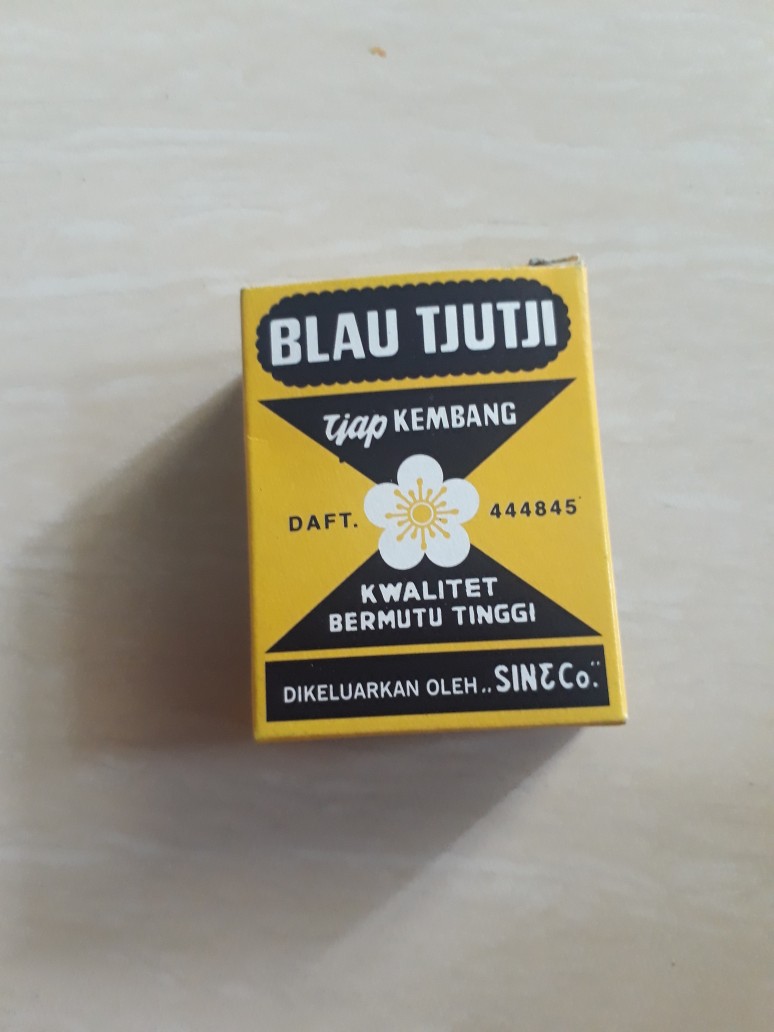 BLAU TJUTJI
Tjap KEMBANG
DAFT. 444845
KWALITET
BERMUTU TINGGI
DIKELUARKAN OLEH „SIN & Co.”